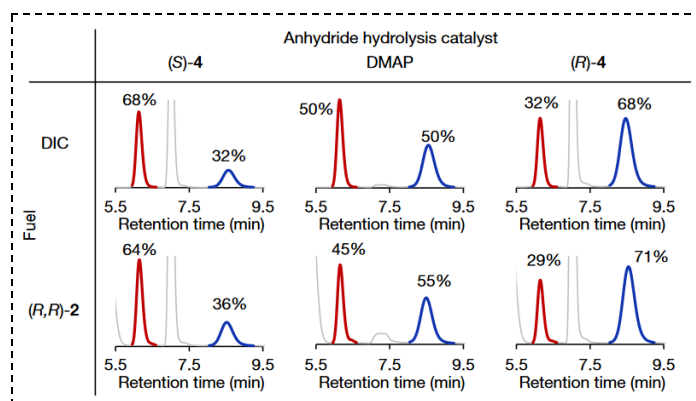 Anhydride hydrolysis catalyst
(S)-4 DMAP (R)-4
Fuel
DIC
68% 32%
50% 50%
32% 68%
5.5 7.5 9.5 5.5 7.5 9.5 5.5 7.5 9.5
Retention time (min) Retention time (min) Retention time (min)
(R,R)-2
64% 36%
45% 55%
29% 71%
5.5 7.5 9.5 5.5 7.5 9.5 5.5 7.5 9.5
Retention time (min) Retention time (min) Retention time (min)